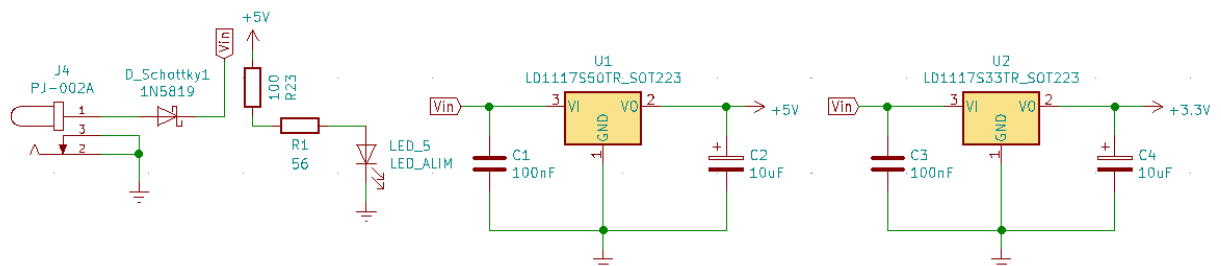 J4
PJ-002A
1
3
2
D_Schottky1
1N5819
Vin
+5V
100
R23
R1
56
LED_5
LED_ALIM
U1
LD1117S50TR_SOT223
Vin
3
VI
VO
2
GND
1
+5V
C1
100nF
+
C2
10uF
U2
LD1117S33TR_SOT223
Vin
3
VI
VO
2
GND
1
+3.3V
C3
100nF
+
C4
10uF